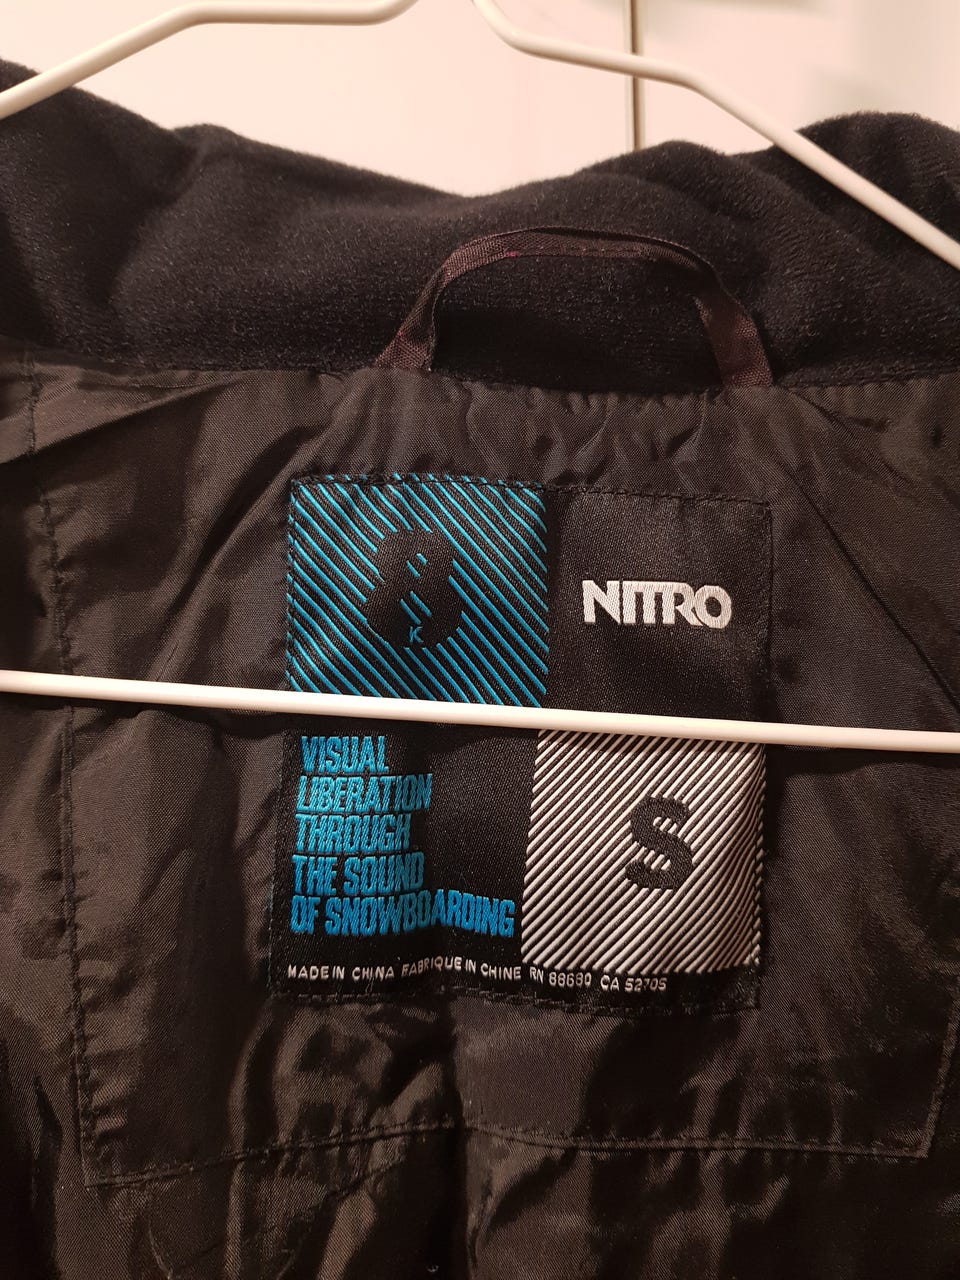 K
NITRO
VISUAL
LIBERATION
THROUGH
THE SOUND
OF SNOWBOARDING
S
MADE IN CHINA FABRIQUE IN CHINE RN 88680 CA 52705